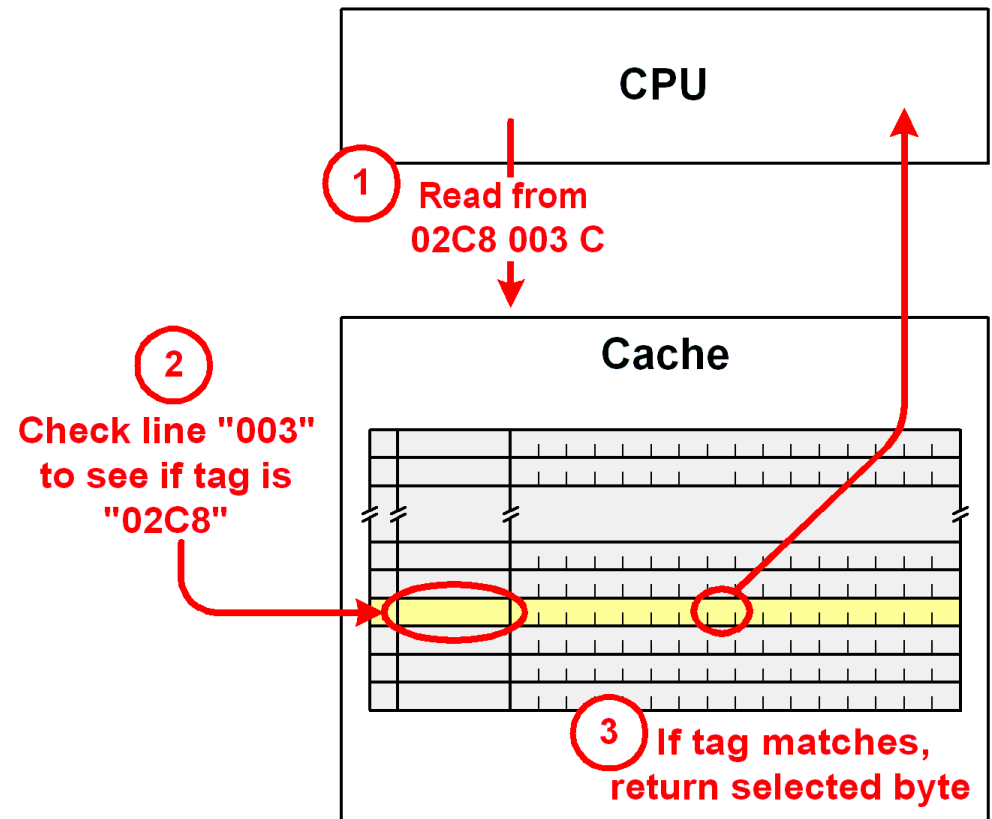 CPU
1
Read from
02C8 003 C
Cache
2
Check line "003"
to see if tag is
"02C8"
3
If tag matches,
return selected byte